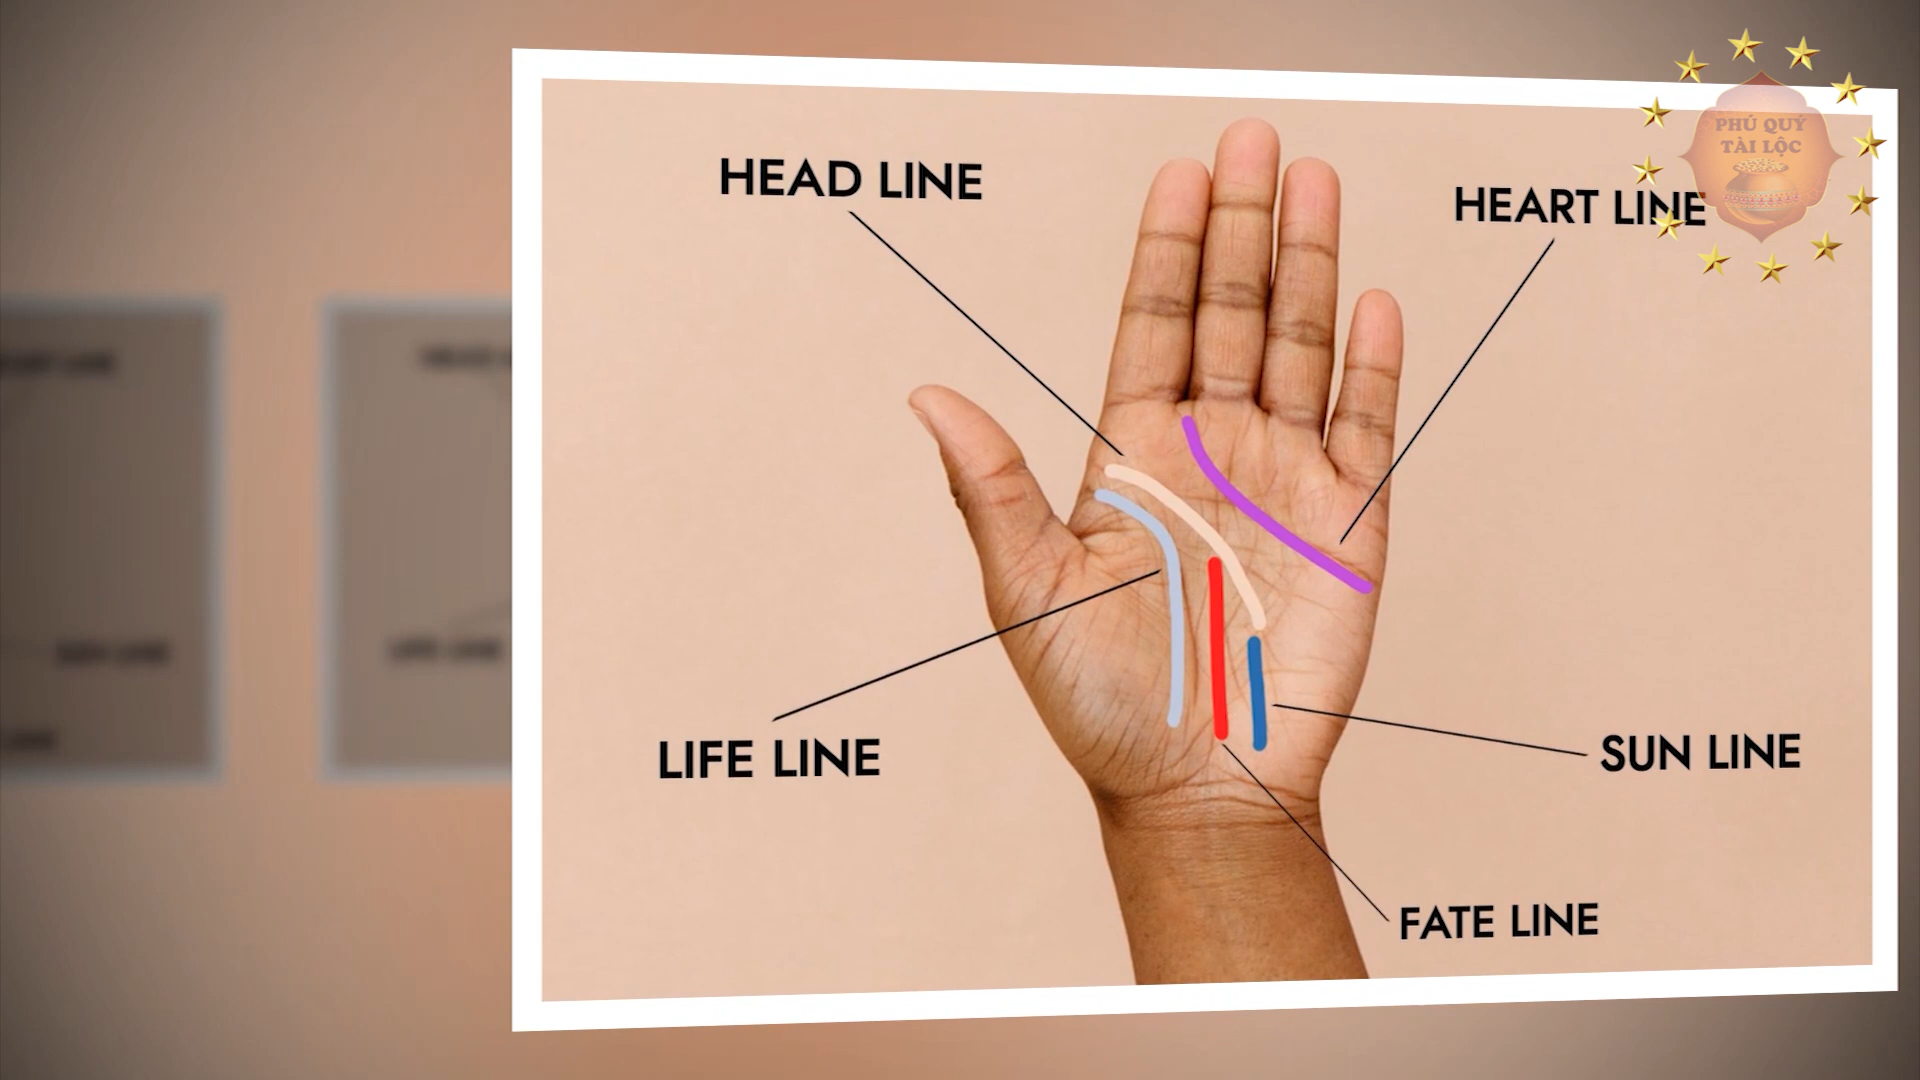 HEAD LINE
HEART LINE
PHÚ QUÝ
TÀI LỘC
LIFE LINE
SUN LINE
FATE LINE